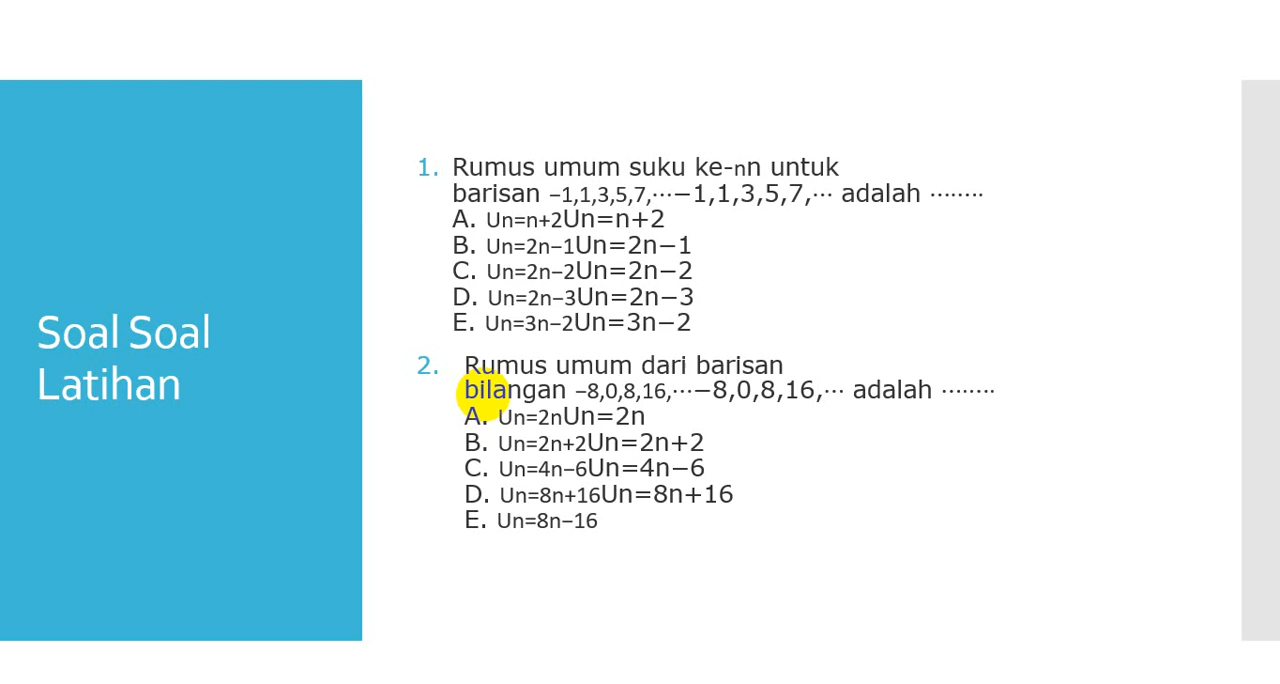 Soal Soal
Latihan
1. Rumus umum suku ke-nn untuk
barisan −1,1,3,5,7,⋯−1,1,3,5,7,⋯ adalah ⋯⋯⋅⋅
A. Un=n+2Un=n+2
B. Un=2n−1Un=2n−1
C. Un=2n−2Un=2n−2
D. Un=2n−3Un=2n−3
E. Un=3n−2Un=3n−2
2. Rumus umum dari barisan
bilangan −8,0,8,16,⋯−8,0,8,16,⋯ adalah ⋯⋯⋅⋅
A. Un=2nUn=2n
B. Un=2n+2Un=2n+2
C. Un=4n−6Un=4n−6
D. Un=8n+16Un=8n+16
E. Un=8n−16